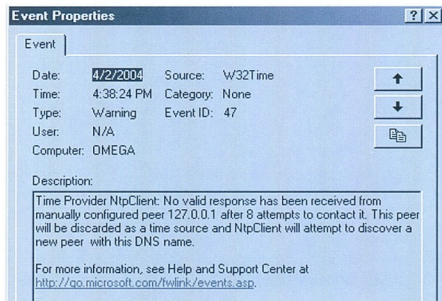 Event Properties
Event
Date: 4/2/2004 Source: W32Time
Time: 4:38:24 PM Category: None
Type: Warning Event ID: 47
User: N/A
Computer: OMEGA
Description:
Time Provider NtpClient: No valid response has been received from
manually configured peer 127.0.0.1 after 8 attempts to contact it. This peer
will be discarded as a time source and NtpClient will attempt to discover a
new peer with this DNS name.
For more information, see Help and Support Center at
http://go.microsoft.com/fwlink/events.asp.